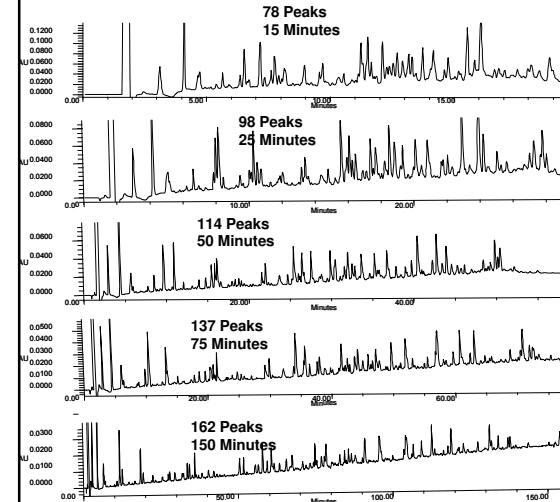 78 Peaks
15 Minutes
0.1200
0.1000
0.0800
0.0600
AU
0.0400
0.0200
0.0000
0.00 5.00 10.00 15.00
Minutes
98 Peaks
25 Minutes
0.0800
0.0600
AU
0.0400
0.0200
0.0000
0.00 10.00 20.00
Minutes
114 Peaks
50 Minutes
0.0600
0.0400
AU
0.0200
0.0000
0.00 20.00 40.00
Minutes
137 Peaks
75 Minutes
0.0500
0.0400
0.0300
AU
0.0200
0.0100
0.0000
0.00 20.00 40.00 60.00
Minutes
162 Peaks
150 Minutes
0.0300
0.0200
AU
0.0100
0.0000
0.00 50.00 100.00 150.00
Minutes